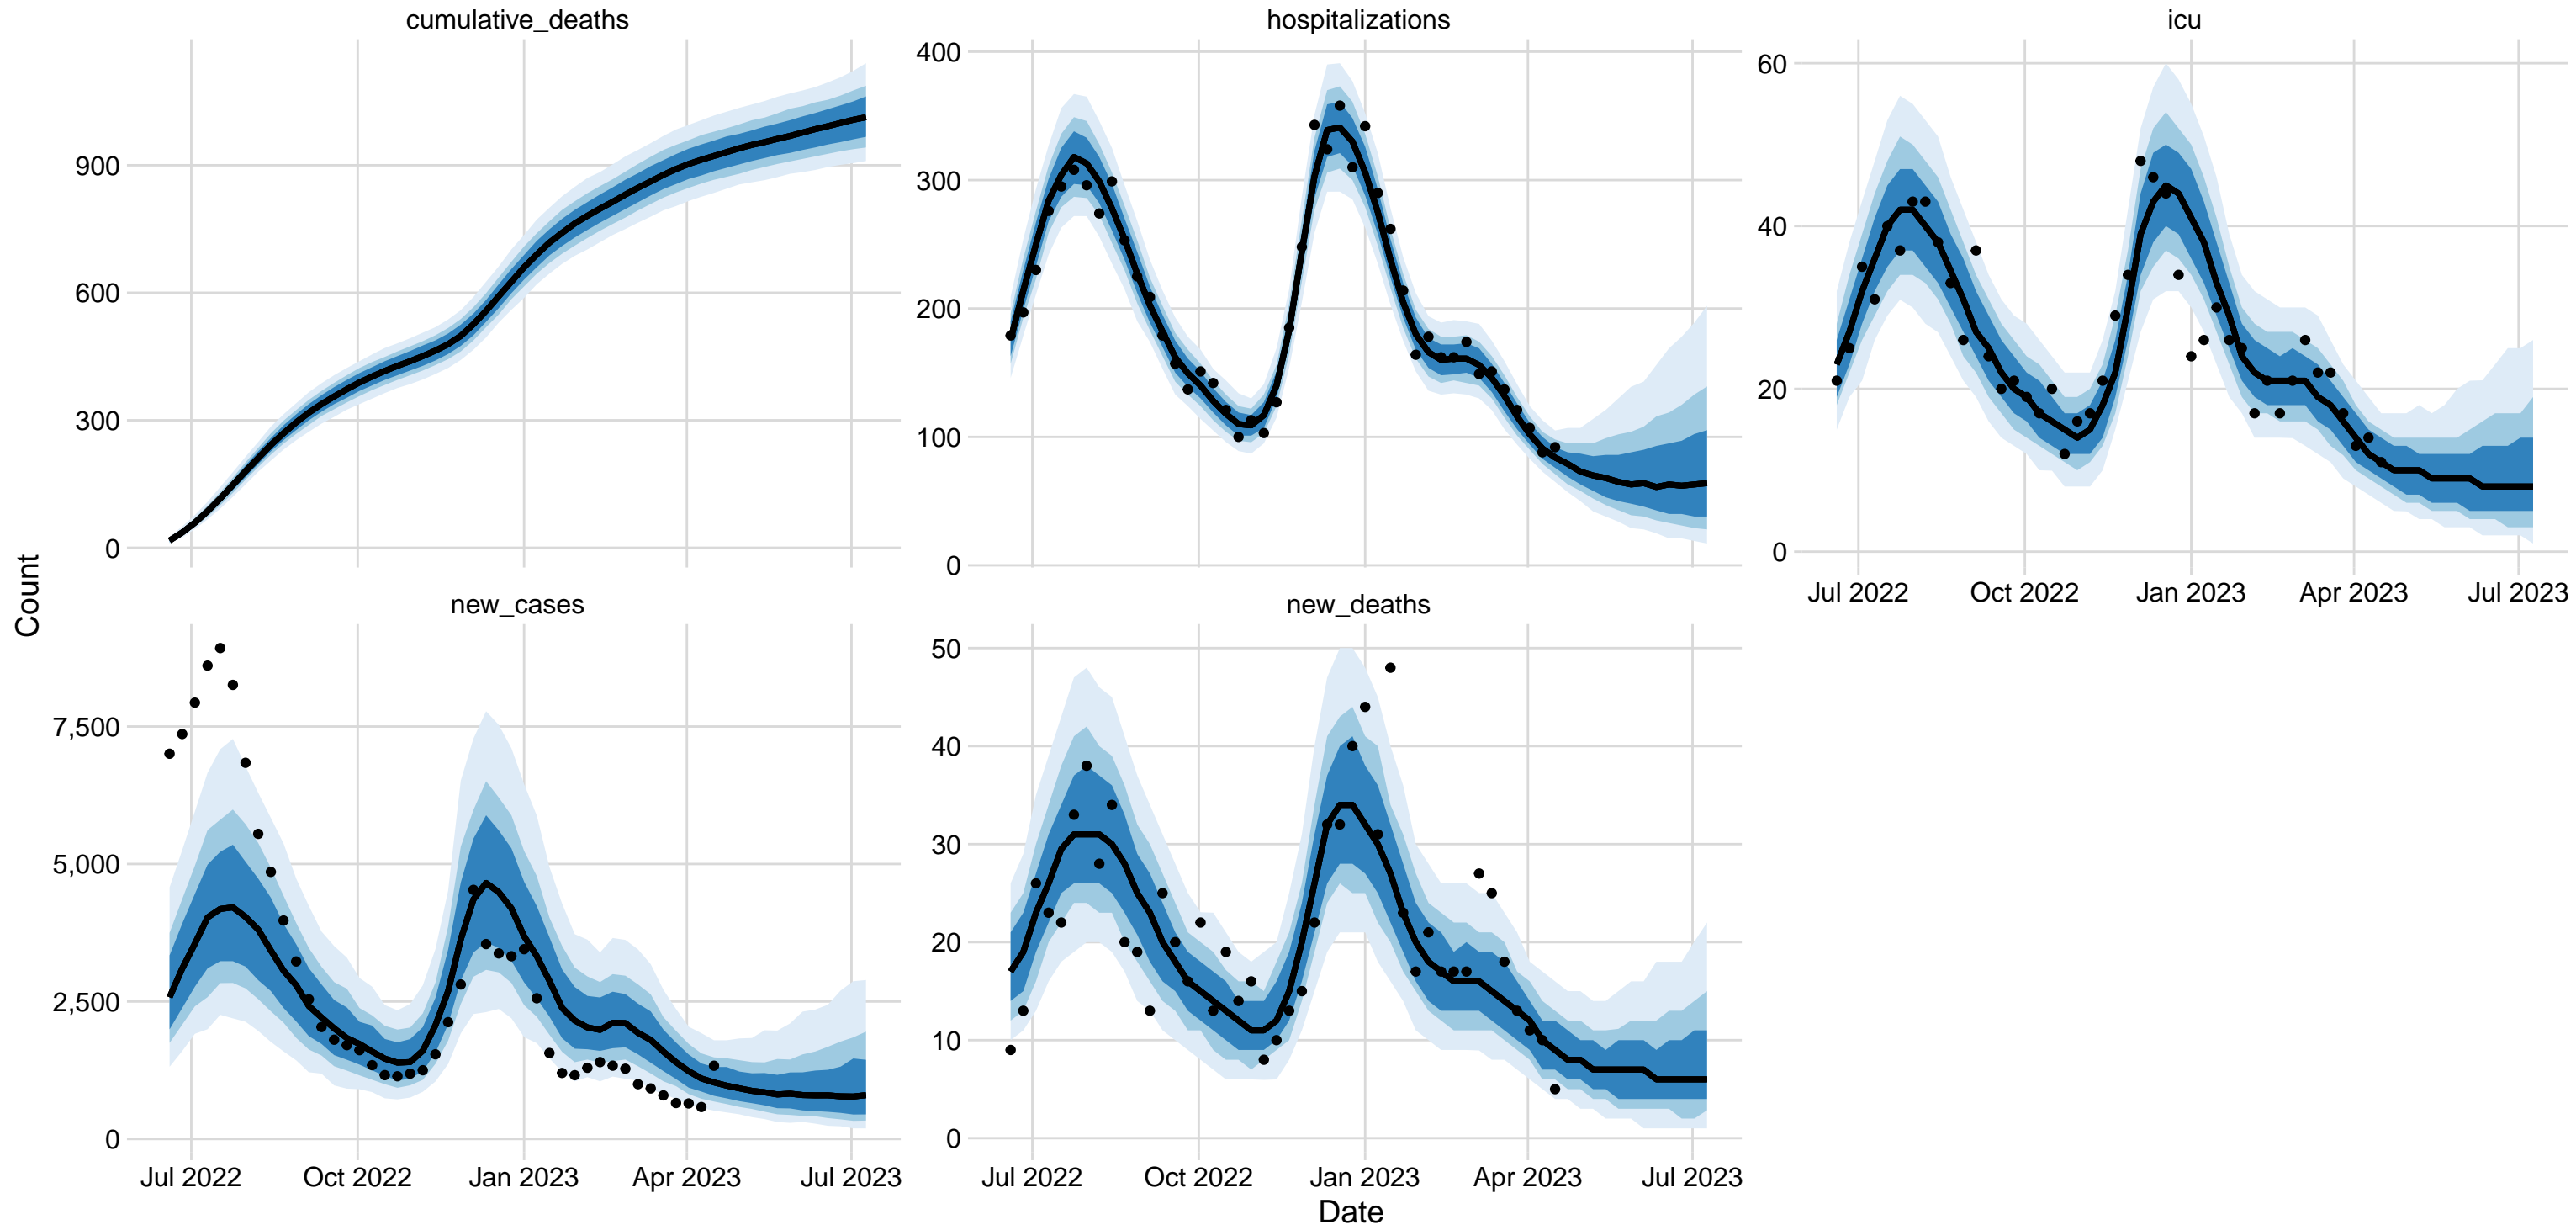 cumulative_deaths
hospitalizations
icu
900
600
300
0
400
300
200
100
0
60
40
20
0
Jul 2022 Oct 2022 Jan 2023 Apr 2023 Jul 2023
Count
new_cases
new_deaths
7,500
5,000
2,500
0
50
40
30
20
10
0
Jul 2022 Oct 2022 Jan 2023 Apr 2023 Jul 2023
Jul 2022 Oct 2022 Jan 2023 Apr 2023 Jul 2023
Date